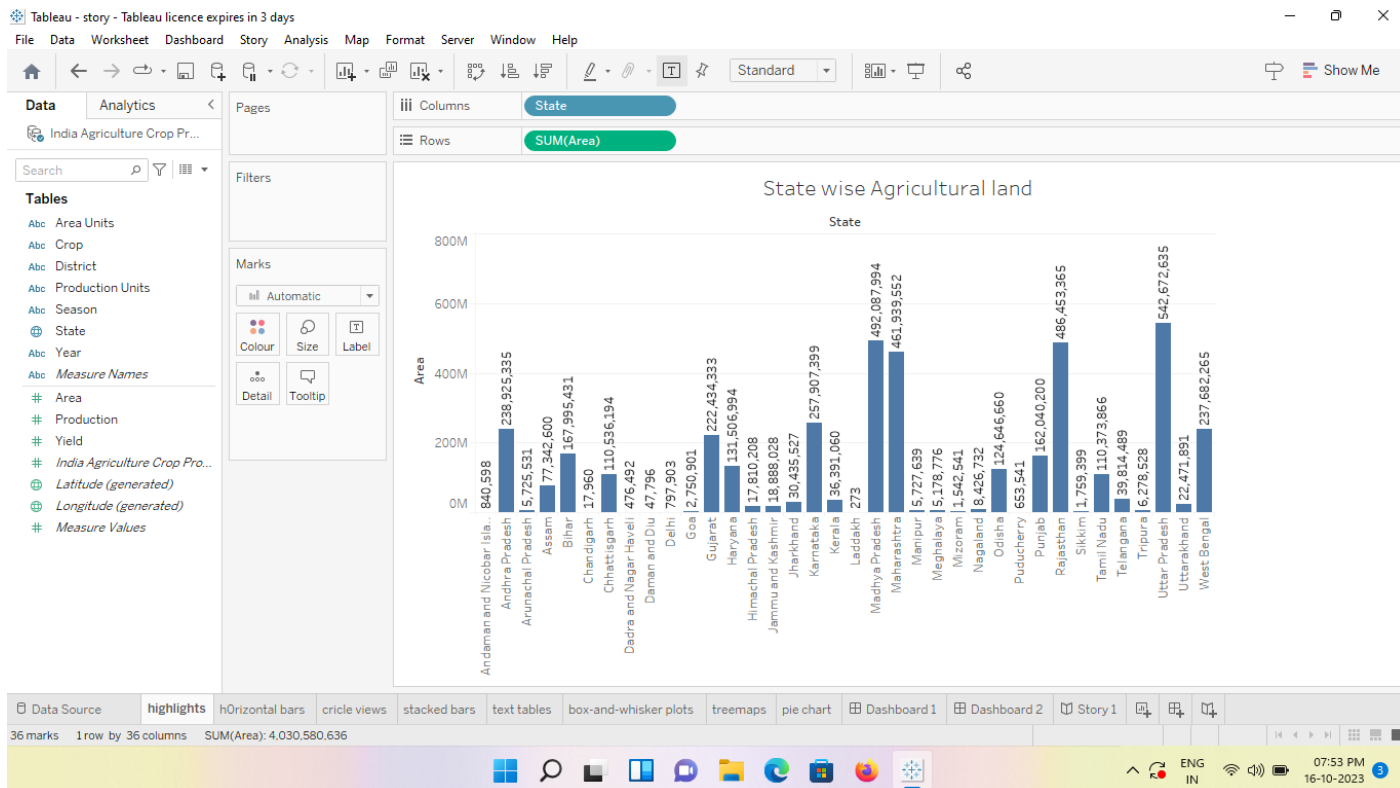 Tableau - story - Tableau licence expires in 3 days
File Data Worksheet Dashboard Story Analysis Map Format Server Window Help
Standard
Show Me
Data Analytics
India Agriculture Crop Pr...
Search
Tables
Abc Area Units
Abc Crop
Abc District
Abc Production Units
Abc Season
State
Abc Year
Abc Measure Names
# Area
# Production
# Yield
# India Agriculture Crop Pro...
Latitude (generated)
Longitude (generated)
# Measure Values
Pages
Filters
Marks
Automatic
Colour Size Label
Detail Tooltip
Columns State
Rows SUM(Area)
State wise Agricultural land
State
Area
800M
600M
400M
200M
0M
840,598
238,925,335
5,725,531
77,342,600
167,995,431
17,960
110,536,194
476,492
47,796
797,903
2,750,901
222,434,333
131,506,994
17,810,208
18,888,028
30,435,527
257,907,399
36,391,060
273
492,087,994
461,939,552
5,727,639
5,178,776
1,542,541
8,426,732
124,646,660
653,541
162,040,200
486,453,365
1,759,399
110,373,866
39,814,489
6,278,528
542,672,635
22,471,891
237,682,265
Andaman and Nicobar Isla..
Andhra Pradesh
Arunachal Pradesh
Assam
Bihar
Chandigarh
Chhattisgarh
Dadra and Nagar Haveli
Daman and Diu
Delhi
Goa
Gujarat
Haryana
Himachal Pradesh
Jammu and Kashmir
Jharkhand
Karnataka
Kerala
Laddakh
Madhya Pradesh
Maharashtra
Manipur
Meghalaya
Mizoram
Nagaland
Odisha
Puducherry
Punjab
Rajasthan
Sikkim
Tamil Nadu
Telangana
Tripura
Uttar Pradesh
Uttarakhand
West Bengal
Data Source highlights h0rizontal bars cricle views stacked bars text tables box-and-whisker plots treemaps pie chart Dashboard 1 Dashboard 2 Story 1
36 marks 1 row by 36 columns SUM(Area): 4,030,580,636
ENG
IN
07:53 PM
16-10-2023
3